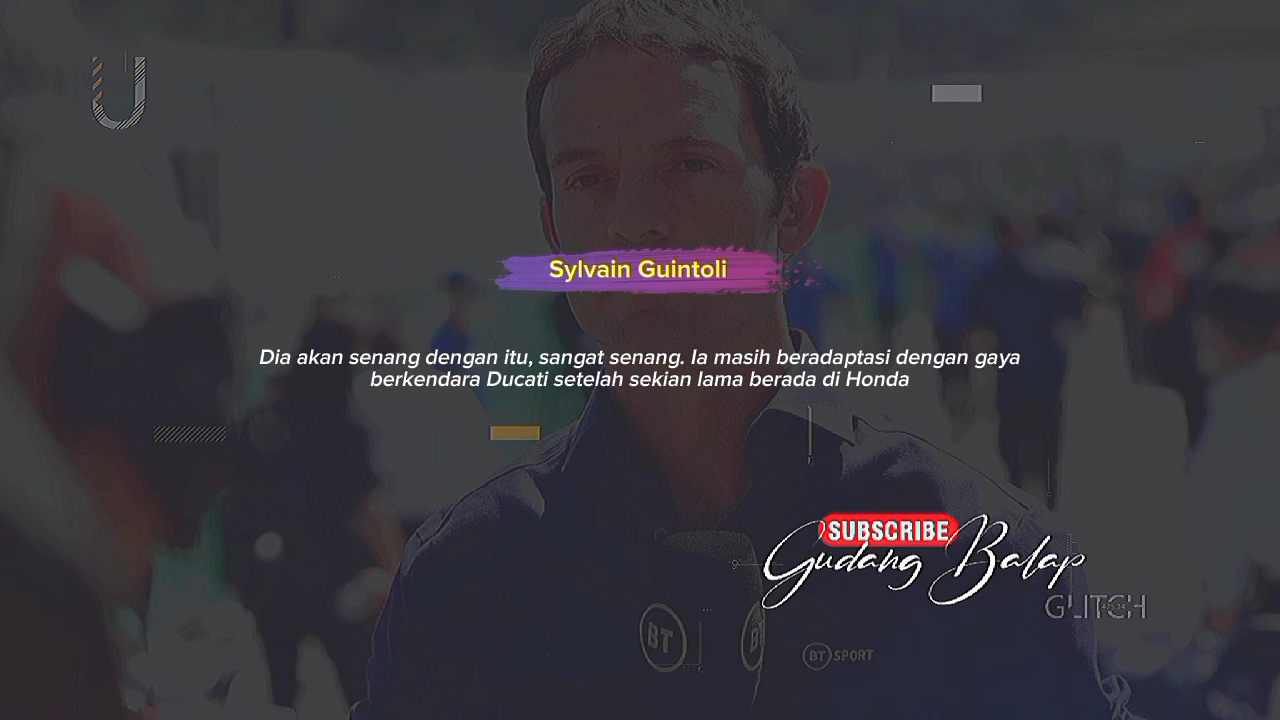 U
Sylvain Guintoli
Dia akan senang dengan itu, sangat senang. Ia masih beradaptasi dengan gaya
berkendara Ducati setelah sekian lama berada di Honda
SUBSCRIBE
Gudang Balap
GLITCH
BT
B
BT SPORT